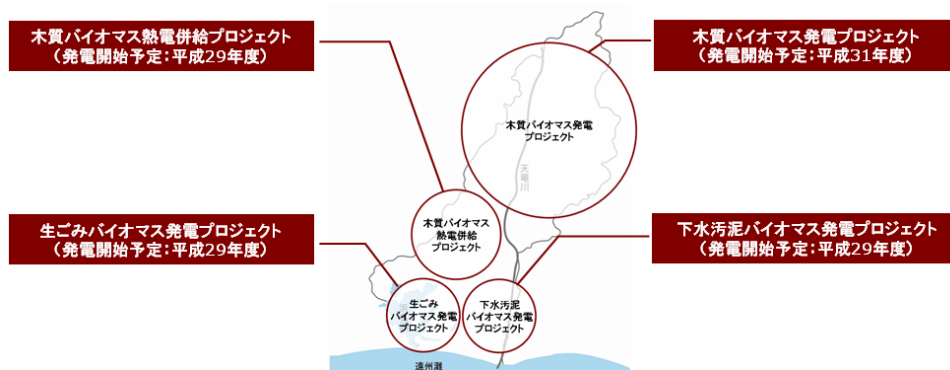 木質バイオマス熱電併給プロジェクト
（発電開始予定：平成29年度）
木質バイオマス発電プロジェクト
（発電開始予定：平成31年度）
木質バイオマス発電
プロジェクト
天竜川
生ごみバイオマス発電プロジェクト
（発電開始予定：平成29年度）
木質バイオマス
熱電併給
プロジェクト
下水汚泥バイオマス発電プロジェクト
（発電開始予定：平成29年度）
生ごみ
バイオマス発電
プロジェクト
下水汚泥
バイオマス発電
プロジェクト
遠州灘